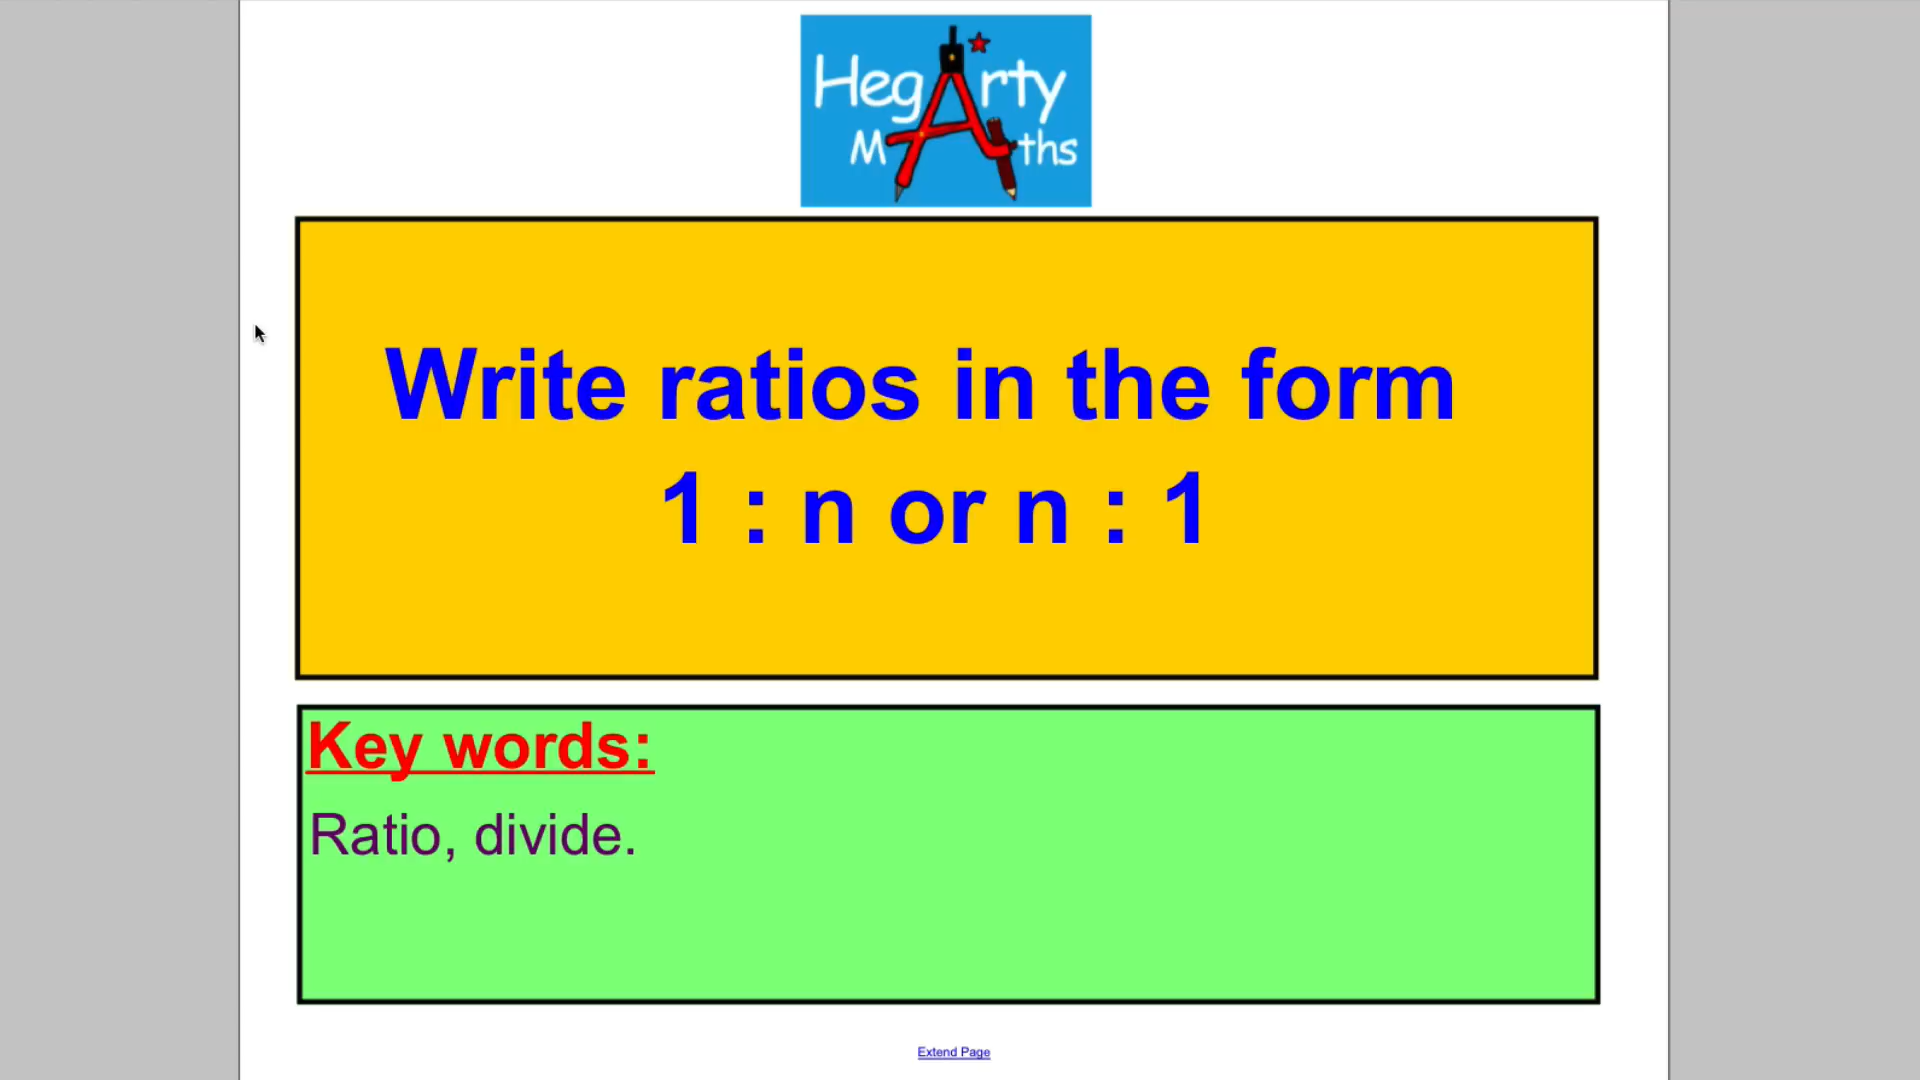 HegArty
MAths
Write ratios in the form
1 : n or n : 1
Key words:
Ratio, divide.
Extend Page